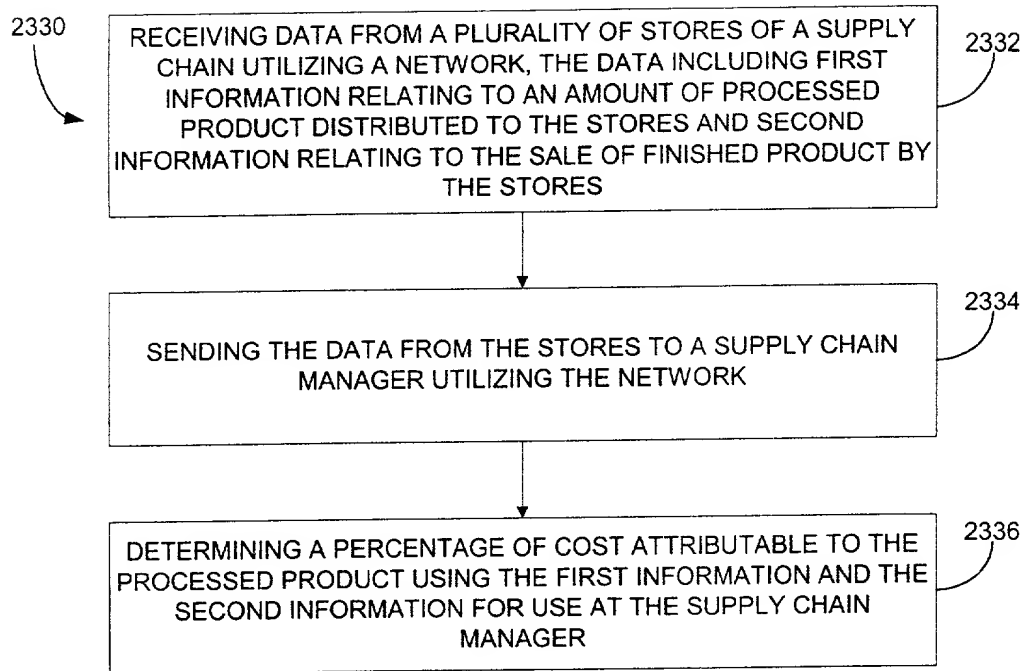 2330
RECEIVING DATA FROM A PLURALITY OF STORES OF A SUPPLY
CHAIN UTILIZING A NETWORK, THE DATA INCLUDING FIRST
INFORMATION RELATING TO AN AMOUNT OF PROCESSED
PRODUCT DISTRIBUTED TO THE STORES AND SECOND
INFORMATION RELATING TO THE SALE OF FINISHED PRODUCT BY
THE STORES
2332
SENDING THE DATA FROM THE STORES TO A SUPPLY CHAIN
MANAGER UTILIZING THE NETWORK
2334
DETERMINING A PERCENTAGE OF COST ATTRIBUTABLE TO THE
PROCESSED PRODUCT USING THE FIRST INFORMATION AND THE
SECOND INFORMATION FOR USE AT THE SUPPLY CHAIN
MANAGER
2336